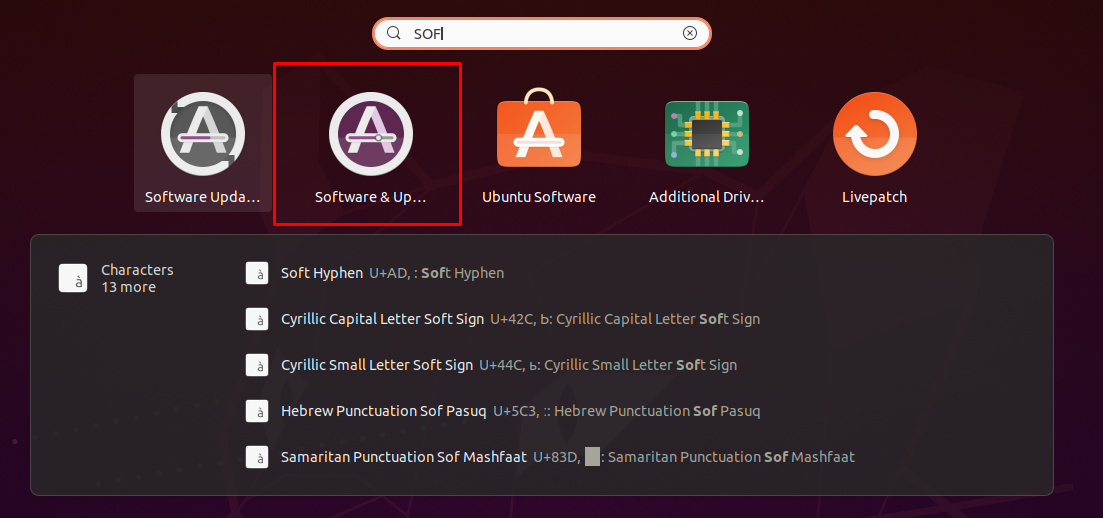 SOF
Software Upda...
Software & Up...
Ubuntu Software
Additional Driv...
Livepatch
Characters
13 more
Soft Hyphen U+AD, : Soft Hyphen
Cyrillic Capital Letter Soft Sign U+42C, Ь: Cyrillic Capital Letter Soft Sign
Cyrillic Small Letter Soft Sign U+44C, ь: Cyrillic Small Letter Soft Sign
Hebrew Punctuation Sof Pasuq U+5C3, ׃: Hebrew Punctuation Sof Pasuq
Samaritan Punctuation Sof Mashfaat U+83D, : Samaritan Punctuation Sof Mashfaat